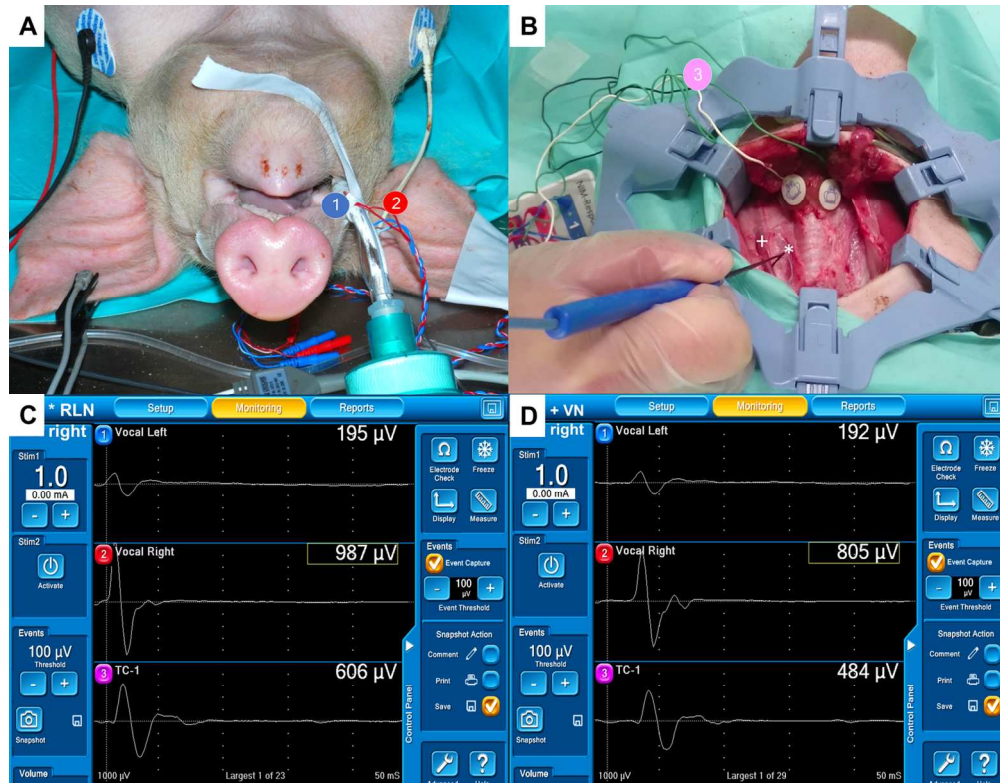 A
1
2
B
3
NIM-Resp
1
+
*
C
* RLN
right
Setup
Monitoring
Reports
Stim1
1.0
0.00 mA
- +
Stim2
Activate
Events
100 µV
Threshold
- +
Snapshot
Volume
1 Vocal Left
195 µV
2 Vocal Right
987 µV
3 TC-1
606 µV
1000 µV
Largest 1 of 23
50 mS
Control Panel
Electrode
Check
Freeze
Display
Measure
Events
Event Capture
- 100 +
µV
Event Threshold
Snapshot Action
Comment
Print
Save
?
D
+ VN
right
Setup
Monitoring
Reports
Stim1
1.0
0.00 mA
- +
Stim2
Activate
Events
100 µV
Threshold
- +
Snapshot
Volume
1 Vocal Left
192 µV
2 Vocal Right
805 µV
3 TC-1
484 µV
1000 µV
Largest 1 of 29
50 mS
Control Panel
Electrode
Check
Freeze
Display
Measure
Events
Event Capture
- 100 +
µV
Event Threshold
Snapshot Action
Comment
Print
Save
?